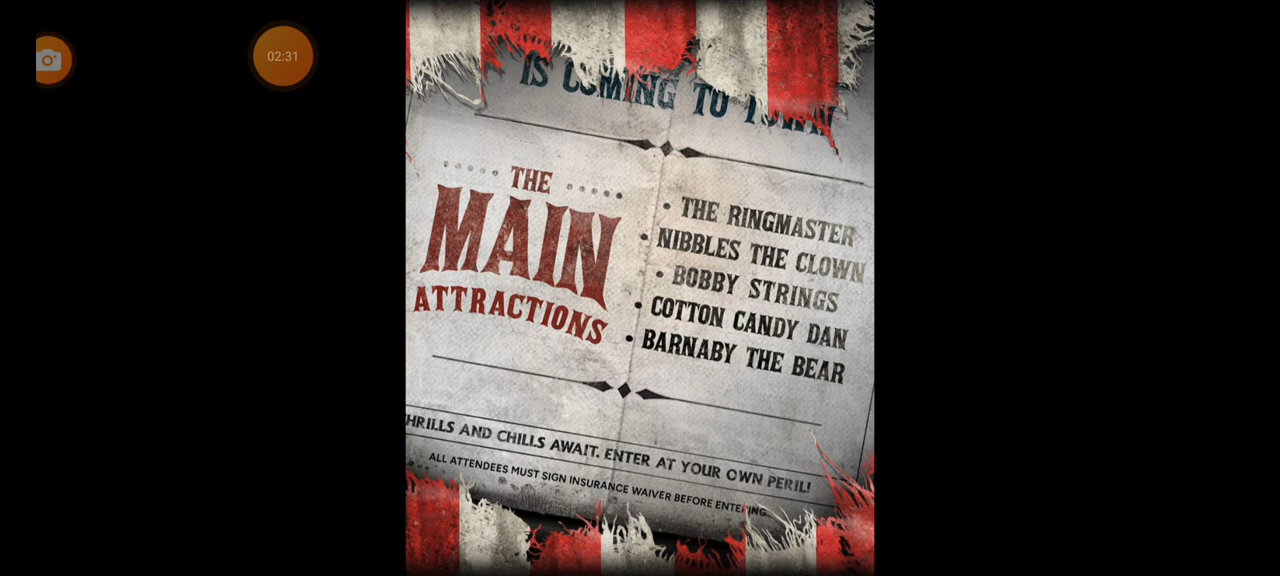 02:31
IS COMING TO TOWN
THE
MAIN
ATTRACTIONS
• THE RINGMASTER
• NIBBLES THE CLOWN
• BOBBY STRINGS
• COTTON CANDY DAN
• BARNABY THE BEAR
THRILLS AND CHILLS AWAIT. ENTER AT YOUR OWN PERIL!
ALL ATTENDEES MUST SIGN INSURANCE WAIVER BEFORE ENTERING